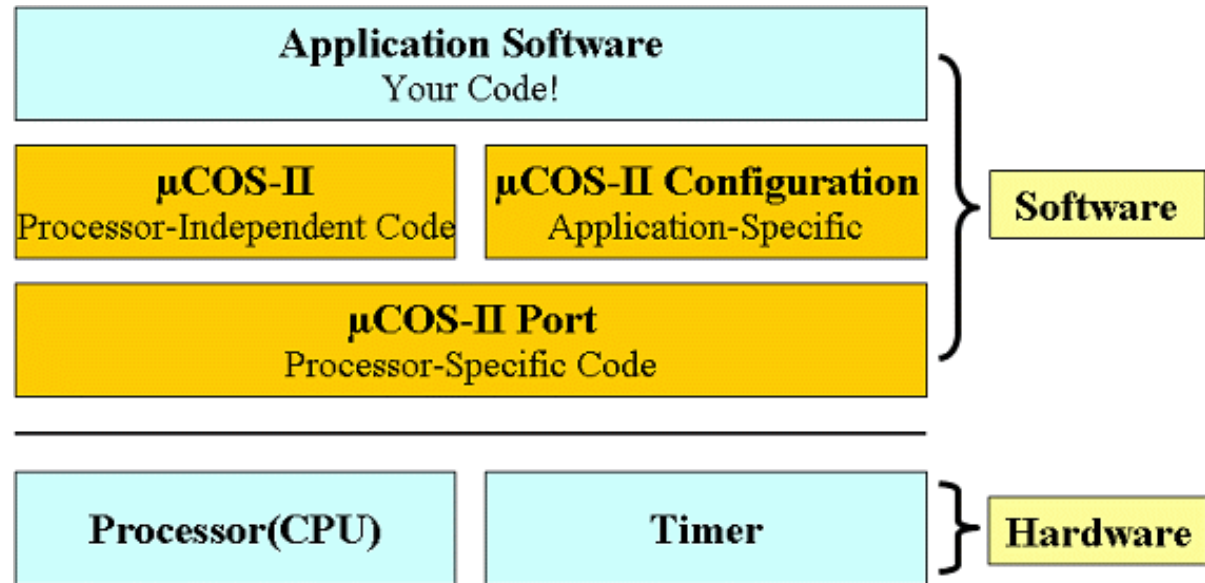 Application Software
Your Code!
μCOS-II
Processor-Independent Code
μCOS-II Configuration
Application-Specific
Software
μCOS-II Port
Processor-Specific Code
Processor(CPU)
Timer
Hardware